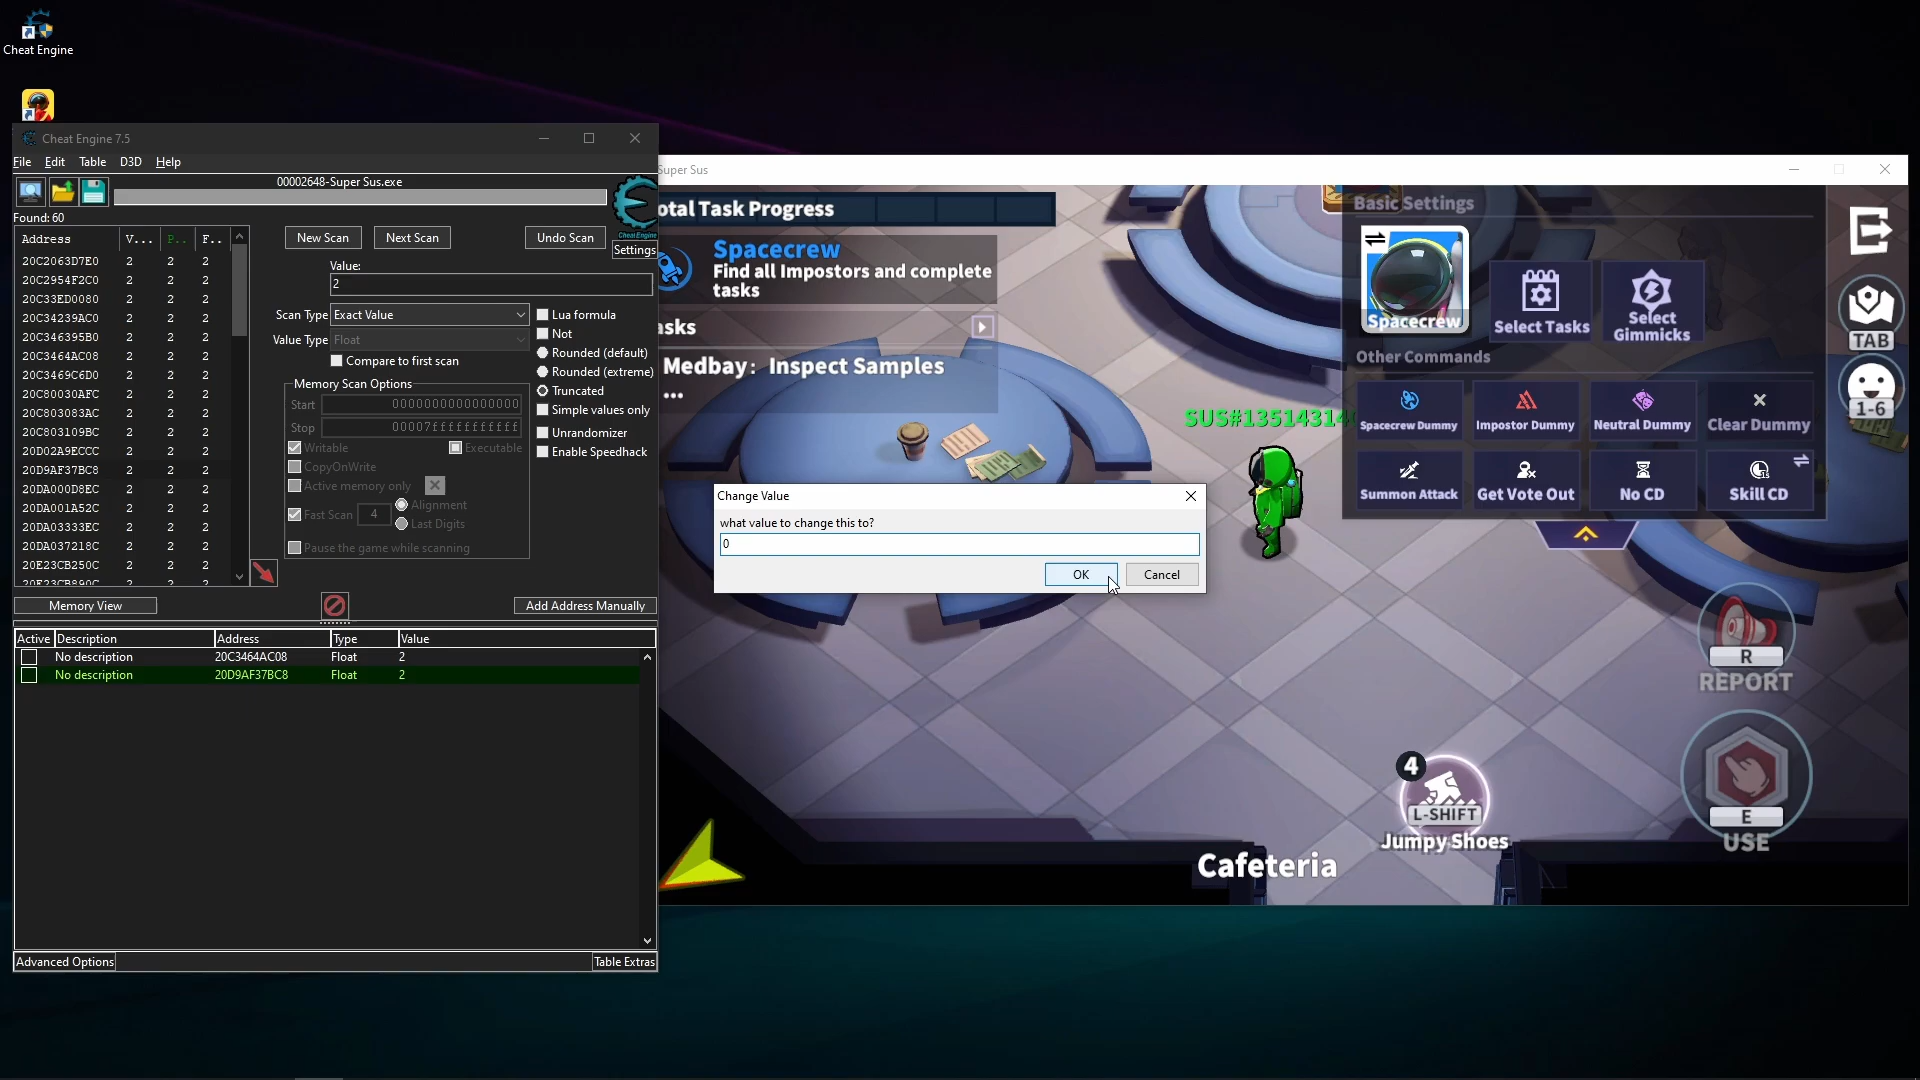 Cheat Engine
Cheat Engine 7.5
File Edit Table D3D Help
00002648-Super Sus.exe
Found: 60
Address V... P.. F..
20C2063D7E0 2 2 2
20C2954F2C0 2 2 2
20C33ED0080 2 2 2
20C34239AC0 2 2 2
20C346395B0 2 2 2
20C3464AC08 2 2 2
20C3469C6D0 2 2 2
20C80030AFC 2 2 2
20C803083AC 2 2 2
20C803109BC 2 2 2
20D02A9ECCC 2 2 2
20D9AF37BC8 2 2 2
20DA000D8EC 2 2 2
20DA001A52C 2 2 2
20DA03333EC 2 2 2
20DA037218C 2 2 2
20E23CB250C 2 2 2
20E23CB890C 2 2 2
New Scan Next Scan Undo Scan
Cheat Engine
Settings
Value:
2
Scan Type Exact Value
Value Type Float
Compare to first scan
Lua formula
Not
Rounded (default)
Rounded (extreme)
Truncated
Simple values only
Unrandomizer
Enable Speedhack
Memory Scan Options
Start 0000000000000000
Stop 00007fffffffffff
Writable Executable
CopyOnWrite
Active memory only
Fast Scan 4 Alignment
Last Digits
Pause the game while scanning
Memory View Add Address Manually
Active Description Address Type Value
No description 20C3464AC08 Float 2
No description 20D9AF37BC8 Float 2
Advanced Options Table Extras
Super Sus
otal Task Progress
Spacecrew
Find all Impostors and complete
tasks
asks
Medbay: Inspect Samples
...
SUS#13514314
Change Value
what value to change this to?
0
OK Cancel
Basic Settings
Spacecrew
Select Tasks
Select
Gimmicks
Other Commands
Spacecrew Dummy Impostor Dummy Neutral Dummy Clear Dummy
Summon Attack Get Vote Out No CD Skill CD
TAB
1-6
R
REPORT
E
USE
4
L-SHIFT
Jumpy Shoes
Cafeteria